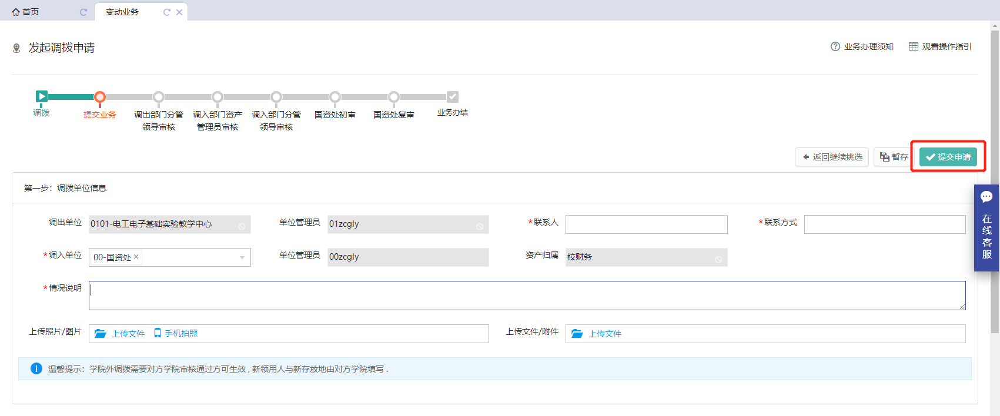 首页
变动业务
发起调拨申请
业务办理须知
观看操作指引
调拨
提交业务
调出部门分管
领导审核
调入部门资产
管理员审核
调入部门分管
领导审核
国资处初审
国资处复审
业务办结
返回继续挑选
暂存
提交申请
第一步：调拨单位信息
调出单位
0101-电工电子基础实验教学中心
单位管理员
01zcgly
*联系人
*联系方式
*调入单位
00-国资处×
单位管理员
00zcgly
资产归属
校财务
*情况说明
上传照片/图片
上传文件
手机拍照
上传文件/附件
上传文件
温馨提示：学院外调拨需要对方学院审核通过方可生效，新领用人与新存放地由对方学院填写.
在线客服